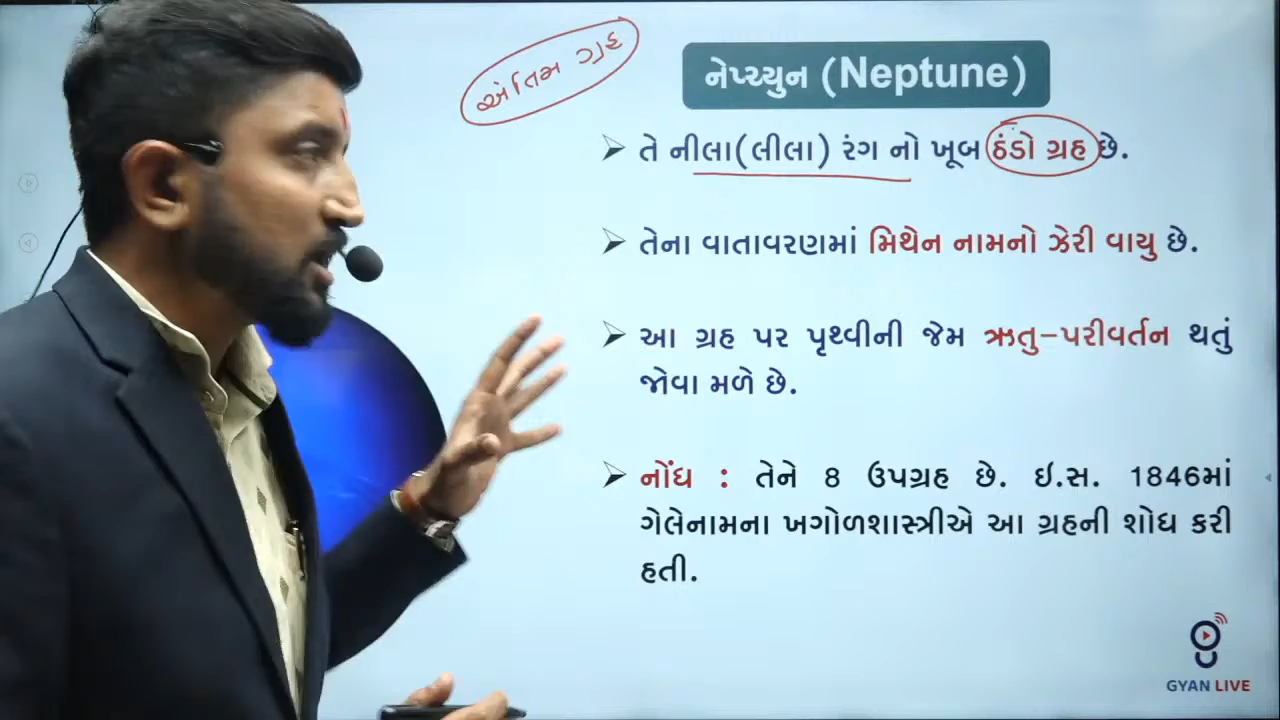 અંતિમ ગ્રહ
નેપ્ચ્યુન (Neptune)
➢ તે નીલા(લીલા) રંગ નો ખૂબ ઠંડો ગ્રહ છે.
➢ તેના વાતાવરણમાં મિથેન નામનો ઝેરી વાયુ છે.
➢ આ ગ્રહ પર પૃથ્વીની જેમ ઋતુ-પરીવર્તન થતું
જોવા મળે છે.
➢ નોંધ : તેને 8 ઉપગ્રહ છે. ઇ.સ. 1846માં
ગેલેનામના ખગોળશાસ્ત્રીએ આ ગ્રહની શોધ કરી
હતી.
GYAN LIVE